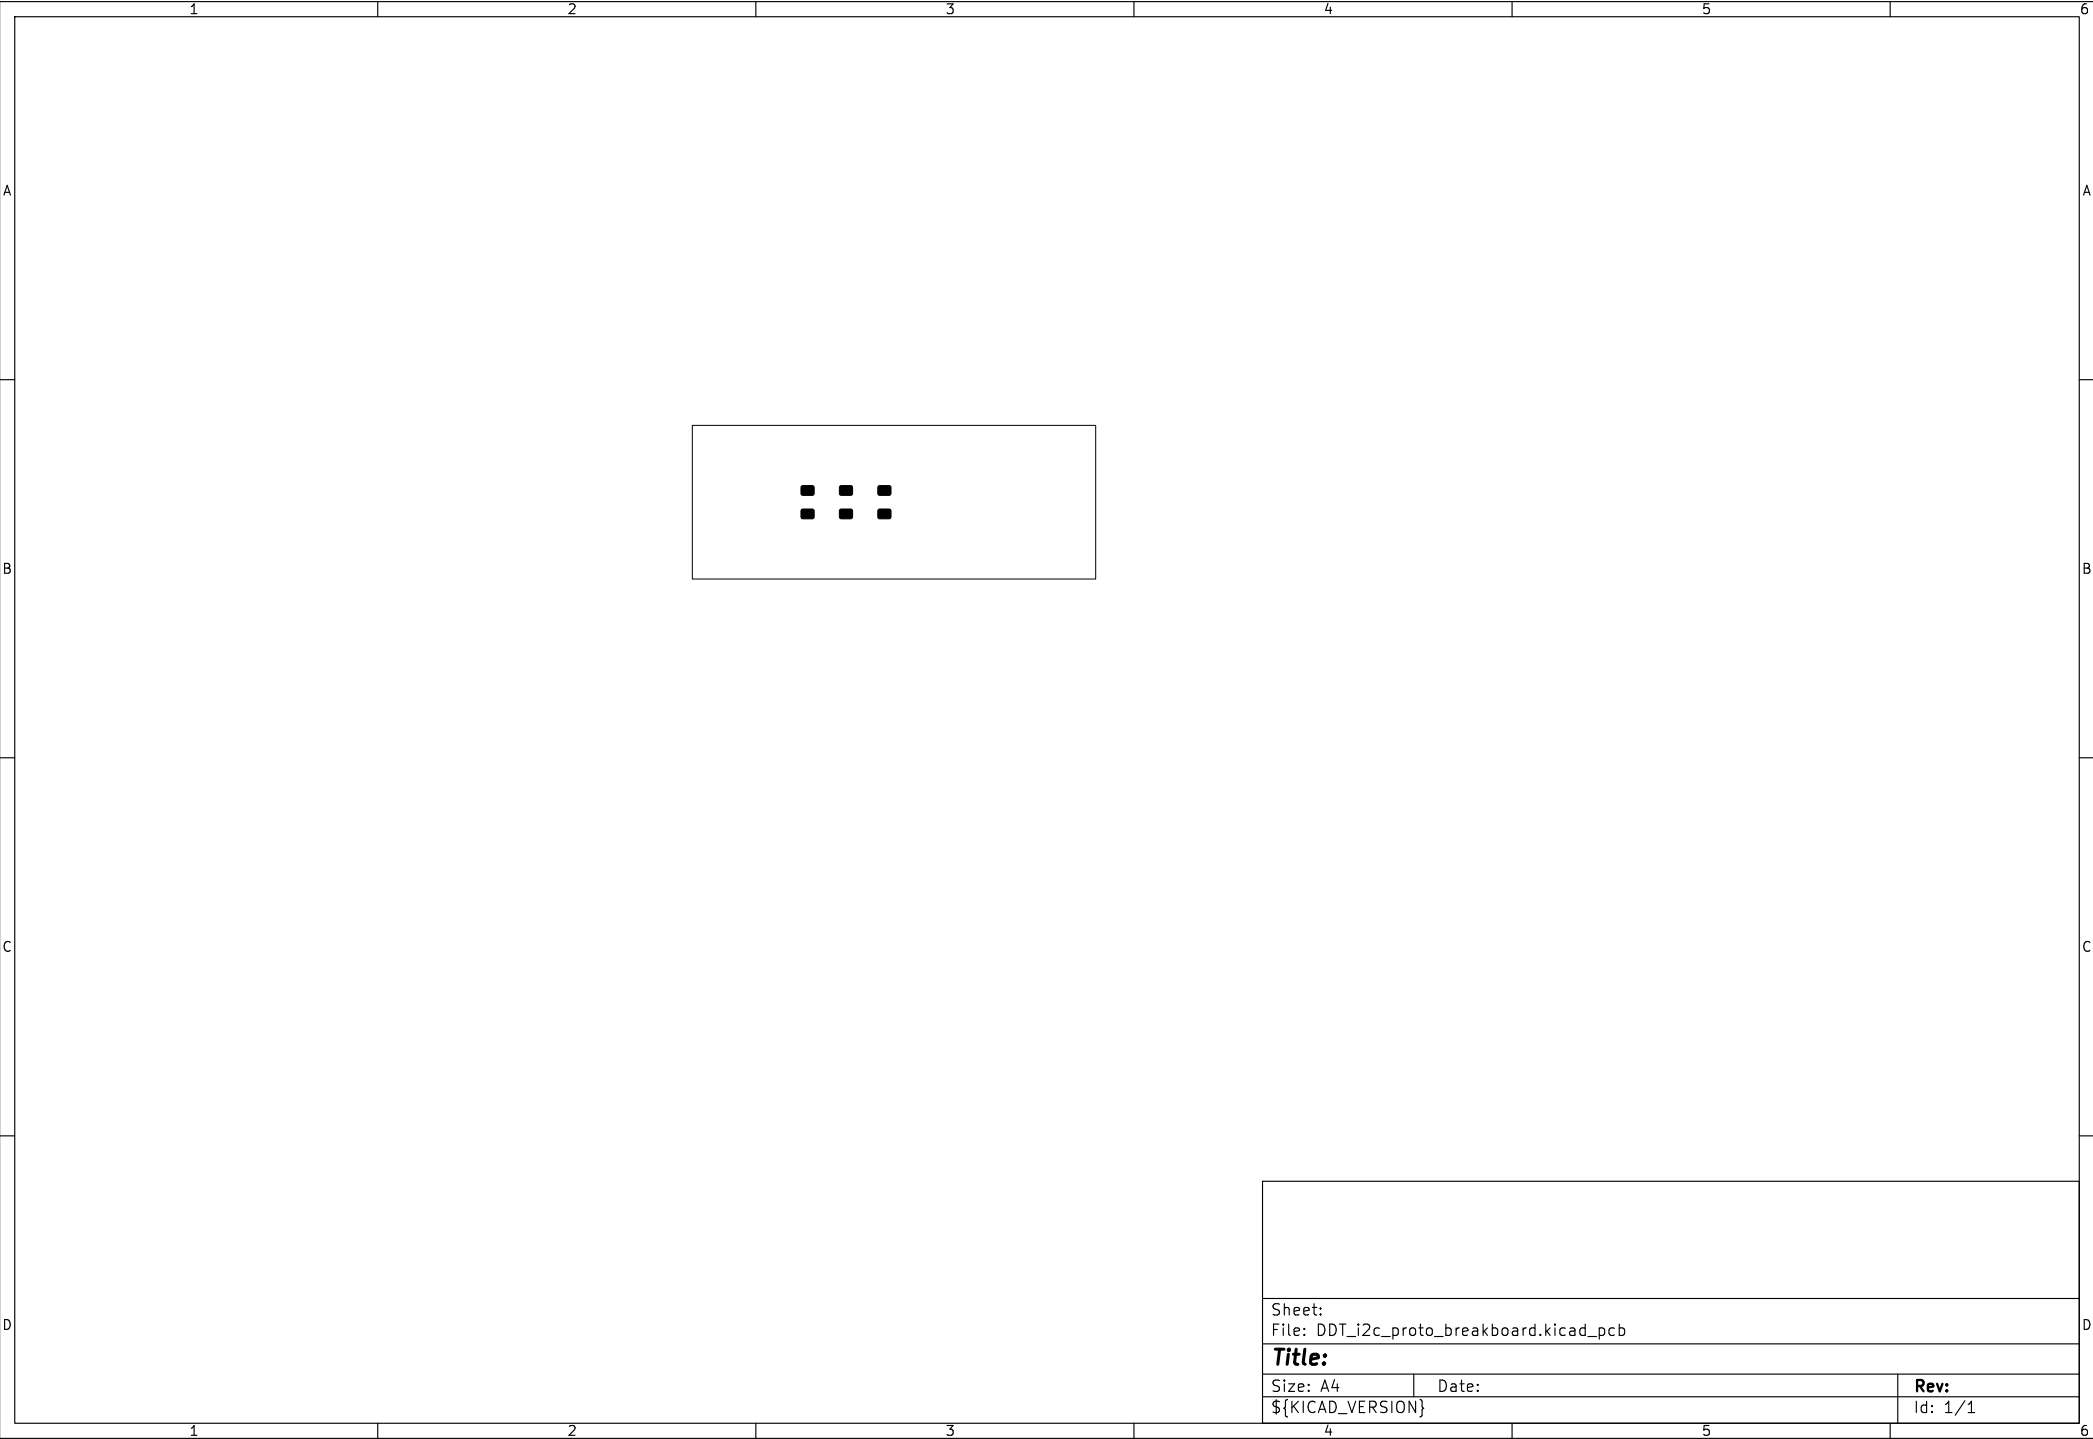 1 2 3 4 5 6
A A
B B
C C
Sheet:
D D
File: DDT_i2c_proto_breakboard.kicad_pcb
Title:
Size: A4 Date: Rev:
${KICAD_VERSION} Id: 1/1
1 2 3 4 5 6